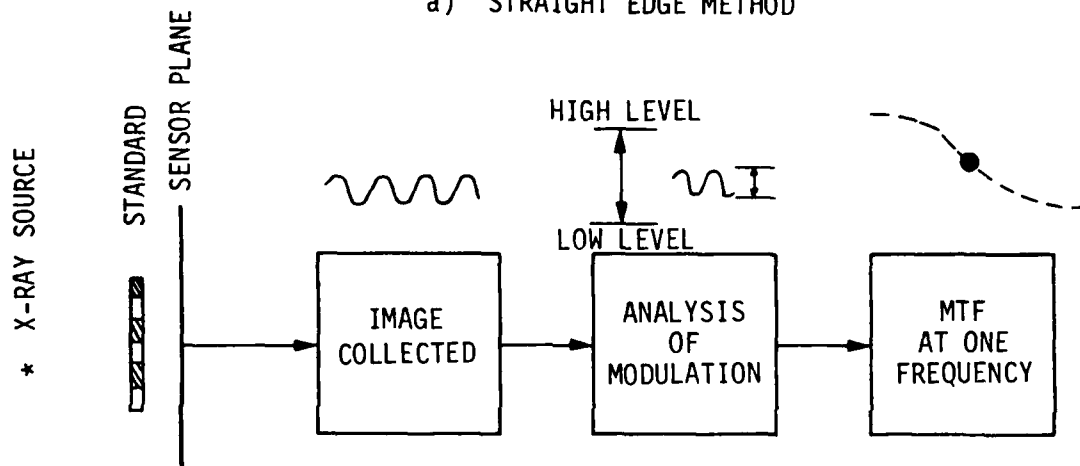 a) STRAIGHT EDGE METHOD
* X-RAY SOURCE
STANDARD
SENSOR PLANE
HIGH LEVEL
LOW LEVEL
IMAGE
COLLECTED
ANALYSIS
OF
MODULATION
MTF
AT ONE
FREQUENCY